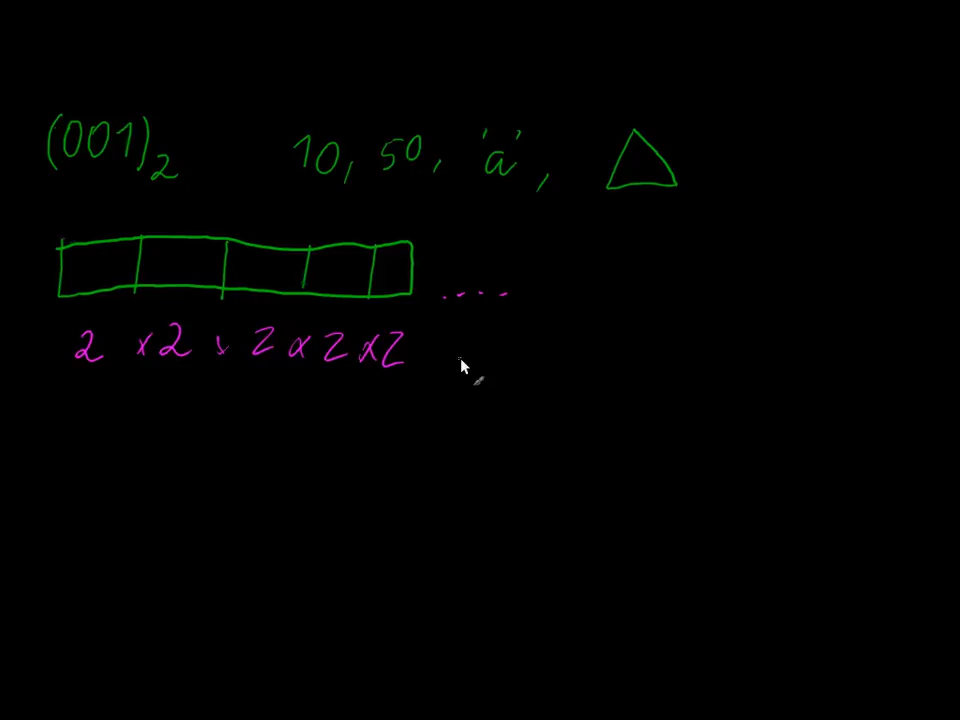 (001)₂ 10, 50, 'a', △
....
2 x2 x 2 x 2 x2